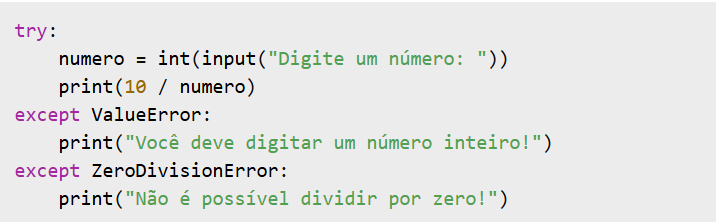 try:
    numero = int(input("Digite um número: "))
    print(10 / numero)
except ValueError:
    print("Você deve digitar um número inteiro!")
except ZeroDivisionError:
    print("Não é possível dividir por zero!")